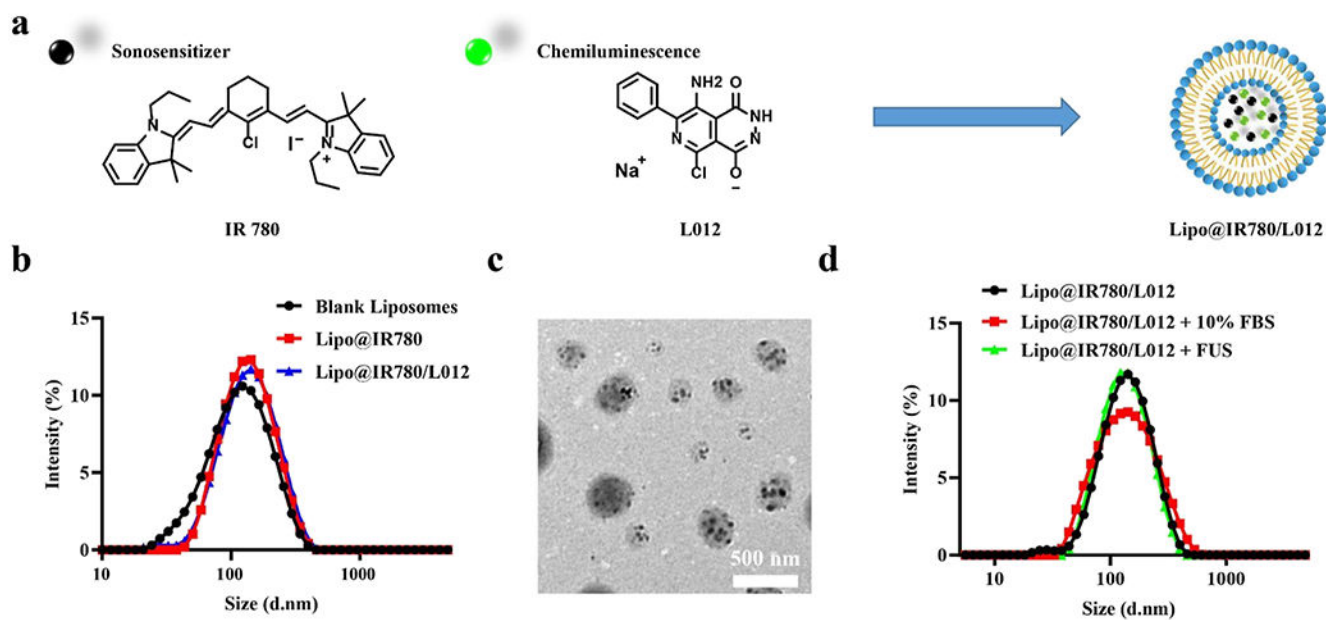 a
Sonosensitizer
Chemiluminescence
N
Cl
I−
N
+
NH2
O
NH
N
N
Cl
O
−
Na+
IR 780
L012
Lipo@IR780/L012
b
Blank Liposomes
Lipo@IR780
Lipo@IR780/L012
15
10
5
0
Intensity (%)
10
100
1000
Size (d.nm)
c
500 nm
d
Lipo@IR780/L012
Lipo@IR780/L012 + 10% FBS
Lipo@IR780/L012 + FUS
15
10
5
0
Intensity (%)
10
100
1000
Size (d.nm)